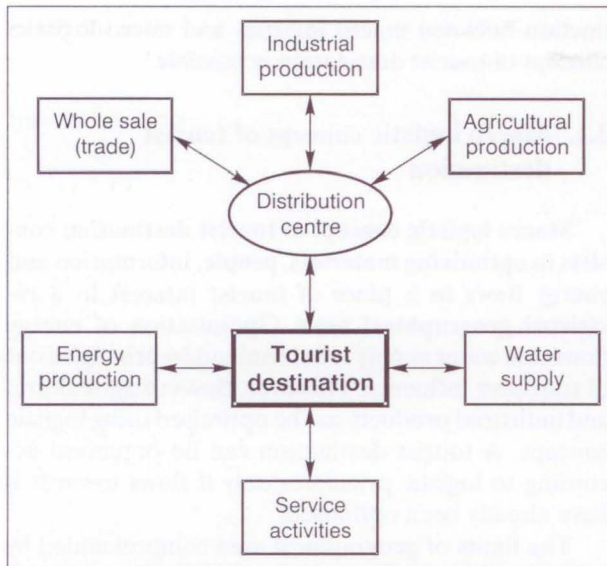 Industrial
production
Whole sale
(trade)
Agricultural
production
Distribution
centre
Energy
production
Tourist
destination
Water
supply
Service
activities